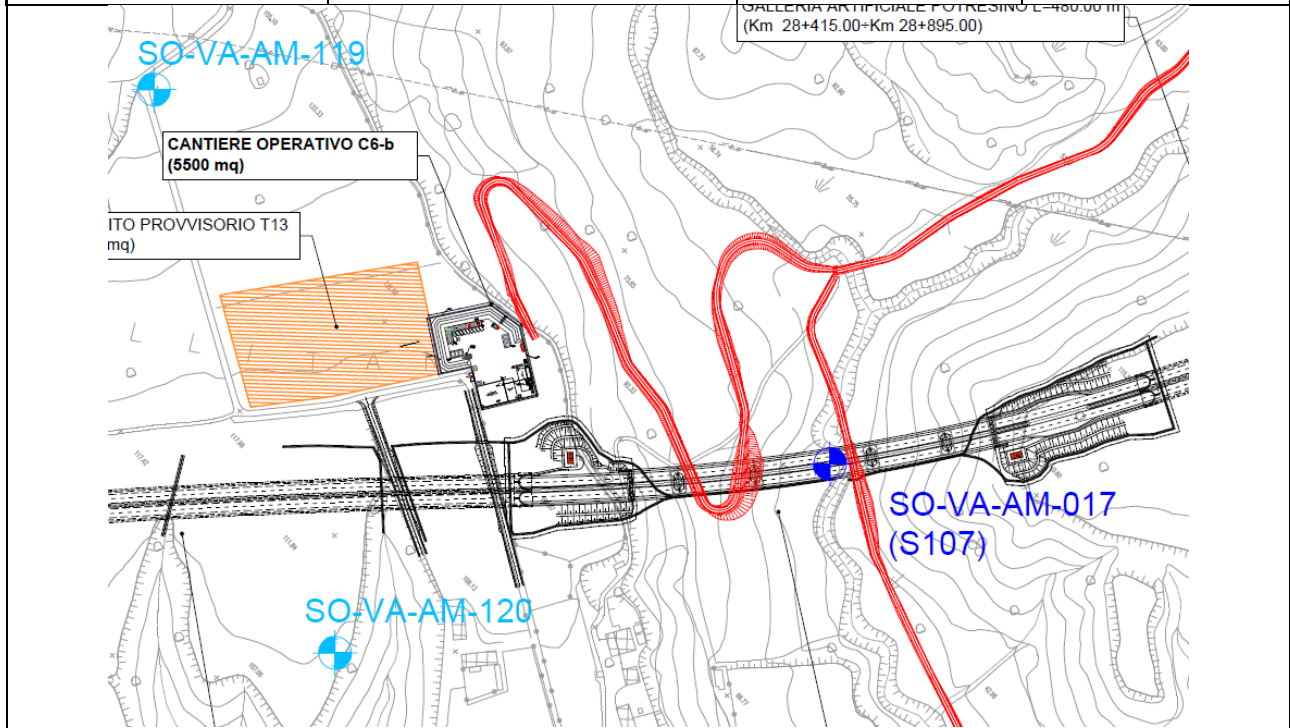 GALLERIA ARTIFICIALE POTRESINO L=480.00 m
(Km 28+415.00÷Km 28+895.00)
SO-VA-AM-119
CANTIERE OPERATIVO C6-b
(5500 mq)
ITO PROVVISORIO T13
mq)
SO-VA-AM-017
(S107)
SO-VA-AM-120